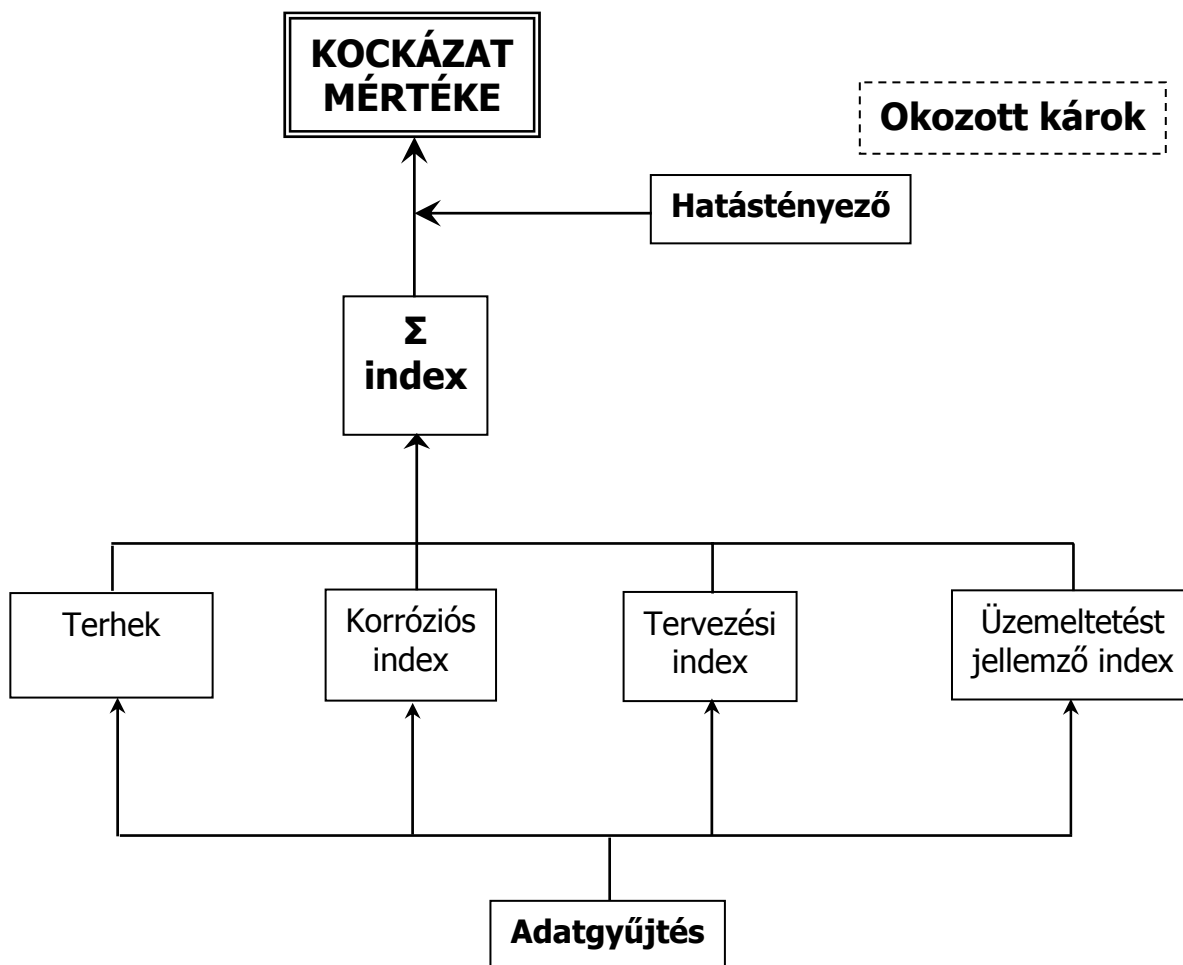 KOCKÁZAT
MÉRTÉKE
Okozott károk
Hatástényező
Σ
index
Terhek
Korróziós
index
Tervezési
index
Üzemeltetést
jellemző index
Adatgyűjtés